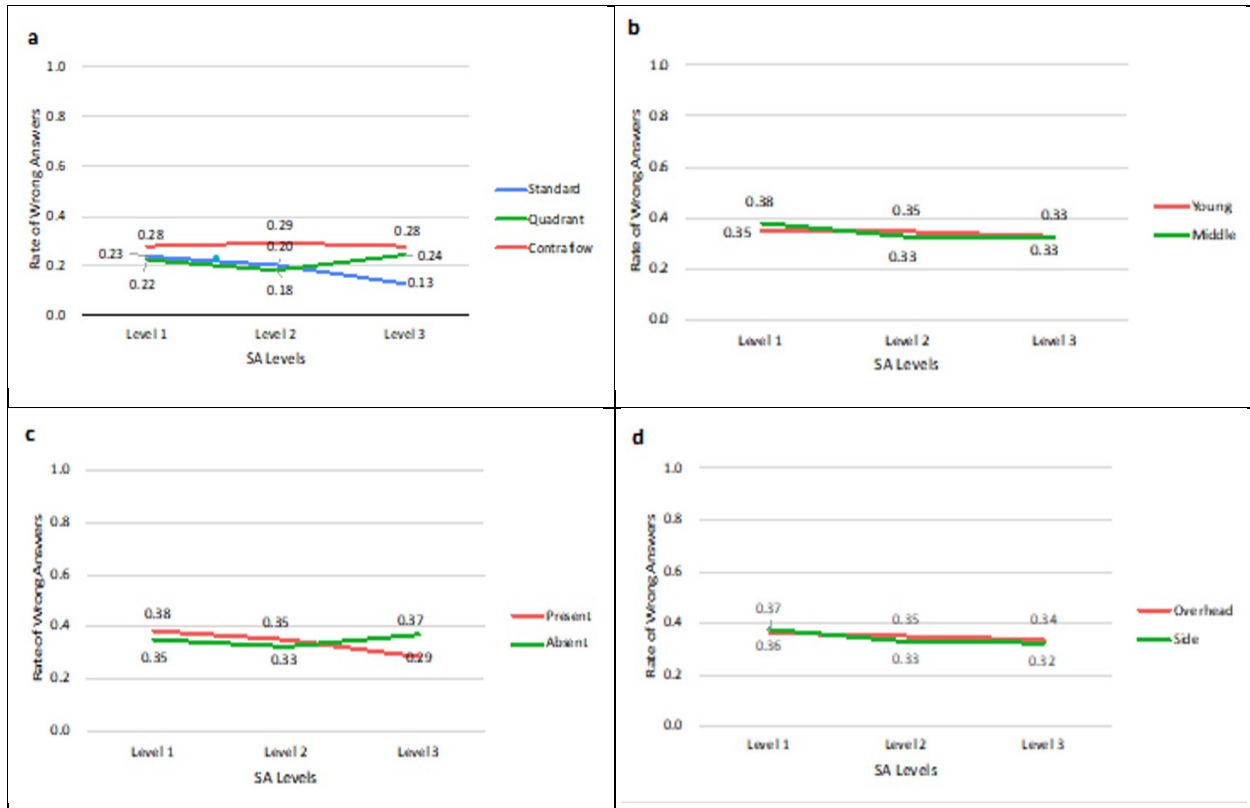 a
Rate of Wrong Answers
1.0
0.8
0.6
0.4
0.2
0.0
0.28
0.29
0.28
0.23
0.20
0.24
0.22
0.18
0.13
Level 1
Level 2
Level 3
SA Levels
Standard
Quadrant
Contraflow
b
Rate of Wrong Answers
1.0
0.8
0.6
0.4
0.2
0.0
0.38
0.35
0.33
0.35
0.33
0.33
Level 1
Level 2
Level 3
SA Levels
Young
Middle
c
Rate of Wrong Answers
1.0
0.8
0.6
0.4
0.2
0.0
0.38
0.35
0.37
0.35
0.33
0.29
Level 1
Level 2
Level 3
SA Levels
Present
Absent
d
Rate of Wrong Answers
1.0
0.8
0.6
0.4
0.2
0.0
0.37
0.35
0.34
0.36
0.33
0.32
Level 1
Level 2
Level 3
SA Levels
Overhead
Side